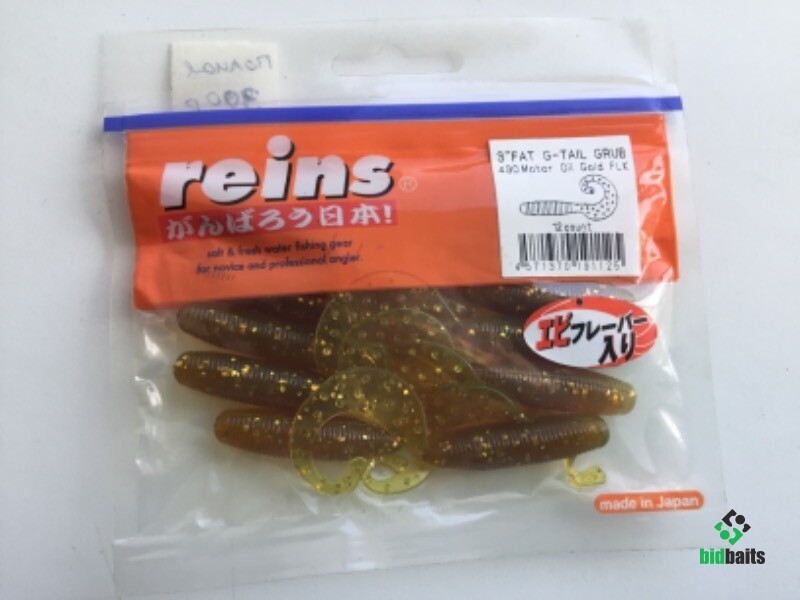 reins®
がんばろう日本!
salt & fresh water fishing gear
for novice and professional angler.
3"FAT G-TAIL GRUB
Motor Oil Gold FLK
12count
エビフレーバー
入り
made in Japan
bidbaits